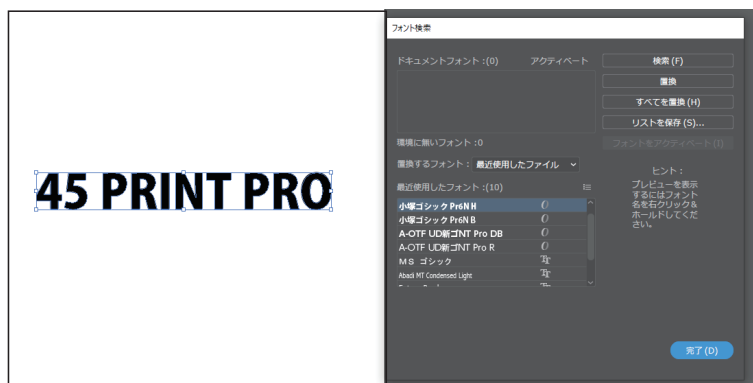 45 PRINT PRO
フォント検索
ドキュメントフォント :(0) アクティベート
検索 (F)
置換
すべてを置換 (H)
リストを保存 (S)...
環境に無いフォント :0
フォントをアクティベート (I)
置換するフォント : 最近使用したファイル
最近使用したフォント :(10)
小塚ゴシック Pr6N H
小塚ゴシック Pr6N B
A-OTF UD新ゴNT Pro DB
A-OTF UD新ゴNT Pro R
ＭＳ ゴシック
Abadi MT Condensed Light
ヒント :
プレビューを表示
するにはフォント
名を右クリック＆
ホールドしてくだ
さい。
完了 (D)